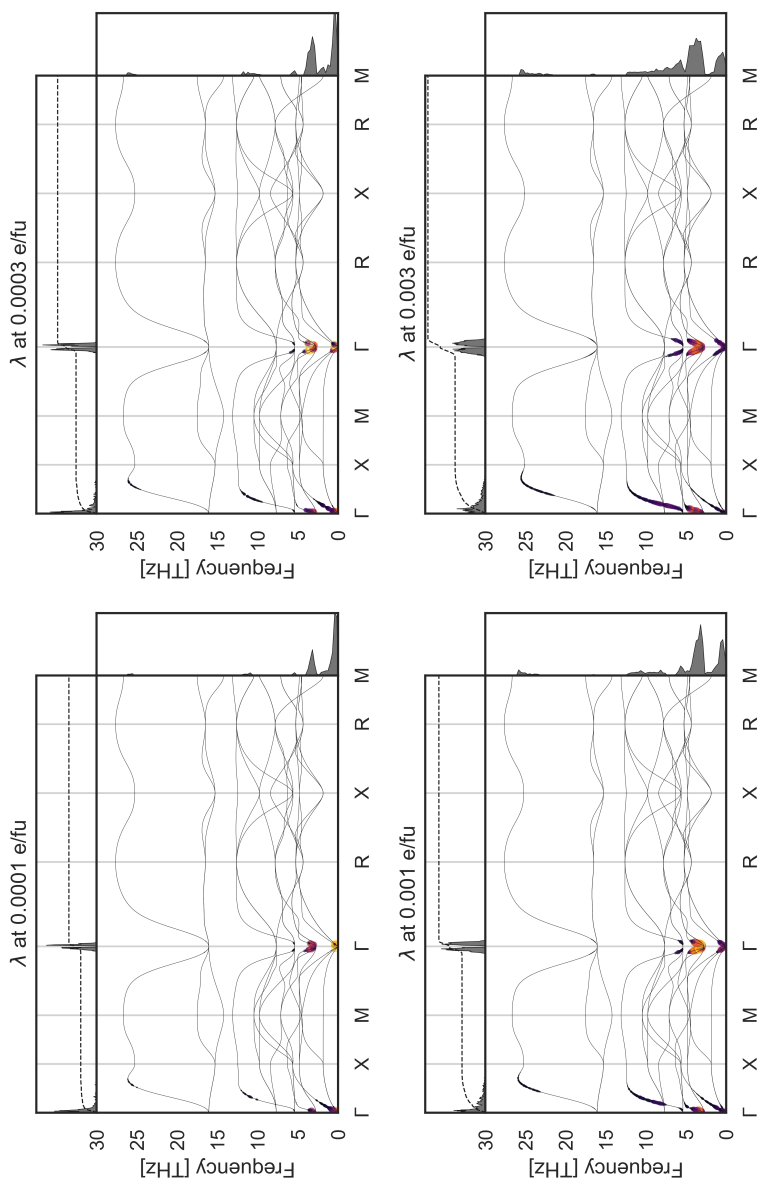 λ at 0.0001 e/fu
Frequency [THz]
30
25
20
15
10
5
0
Γ X M Γ R X R M
λ at 0.0003 e/fu
Frequency [THz]
30
25
20
15
10
5
0
Γ X M Γ R X R M
λ at 0.001 e/fu
Frequency [THz]
30
25
20
15
10
5
0
Γ X M Γ R X R M
λ at 0.003 e/fu
Frequency [THz]
30
25
20
15
10
5
0
Γ X M Γ R X R M